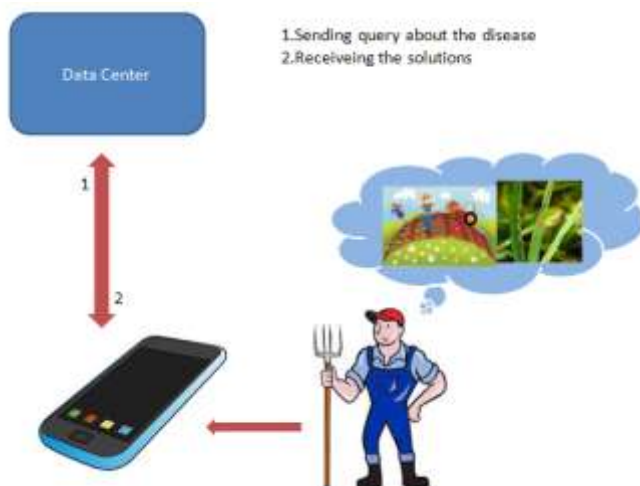 1.Sending query about the disease
2.Receiveing the solutions
Data Center
1
2